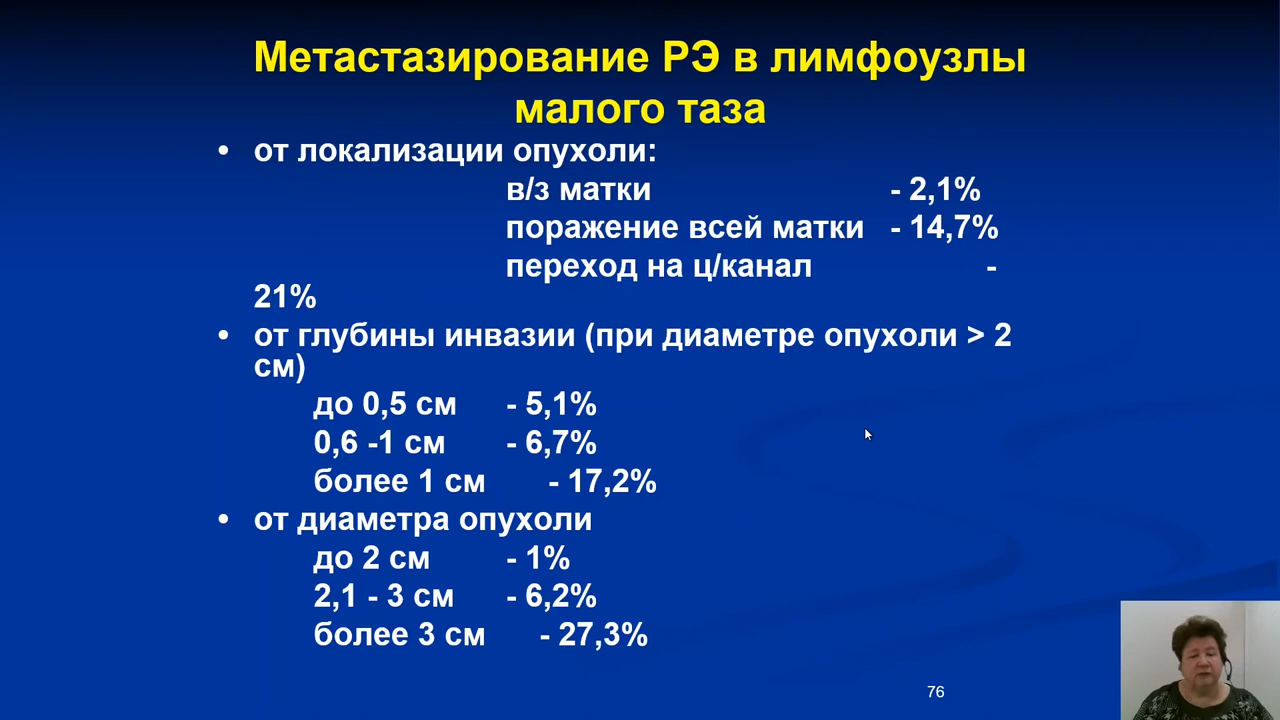 Метастазирование РЭ в лимфоузлы
малого таза
• от локализации опухоли:
в/з матки - 2,1%
поражение всей матки - 14,7%
переход на ц/канал -
21%
• от глубины инвазии (при диаметре опухоли > 2
см)
до 0,5 см - 5,1%
0,6 -1 см - 6,7%
более 1 см - 17,2%
• от диаметра опухоли
до 2 см - 1%
2,1 - 3 см - 6,2%
более 3 см - 27,3%
76